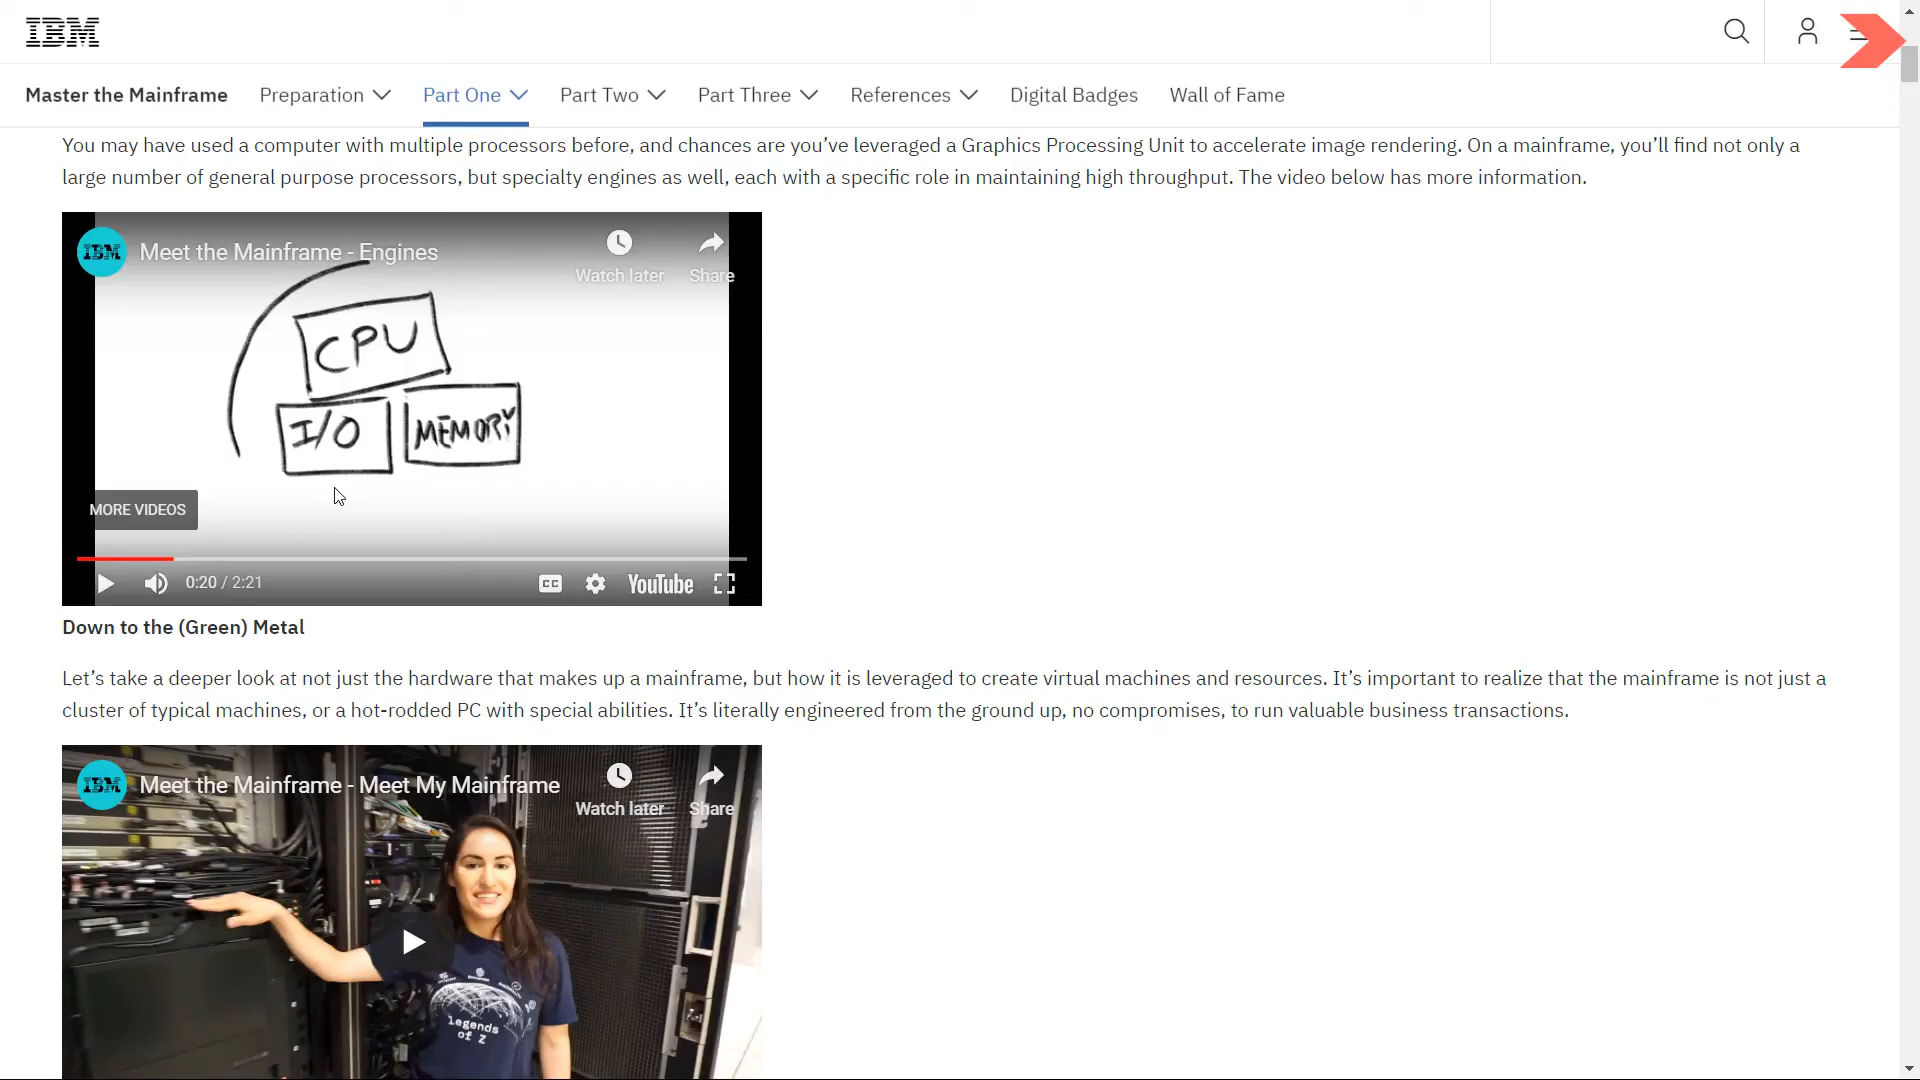 IBM
Master the Mainframe Preparation Part One Part Two Part Three References Digital Badges Wall of Fame
You may have used a computer with multiple processors before, and chances are you’ve leveraged a Graphics Processing Unit to accelerate image rendering. On a mainframe, you’ll find not only a
large number of general purpose processors, but specialty engines as well, each with a specific role in maintaining high throughput. The video below has more information.
IBM Meet the Mainframe - Engines
Watch later Share
CPU
I/O MEMORY
MORE VIDEOS
0:20 / 2:21 CC YouTube
Down to the (Green) Metal
Let’s take a deeper look at not just the hardware that makes up a mainframe, but how it is leveraged to create virtual machines and resources. It’s important to realize that the mainframe is not just a
cluster of typical machines, or a hot-rodded PC with special abilities. It’s literally engineered from the ground up, no compromises, to run valuable business transactions.
IBM Meet the Mainframe - Meet My Mainframe
Watch later Share
legends
of Z